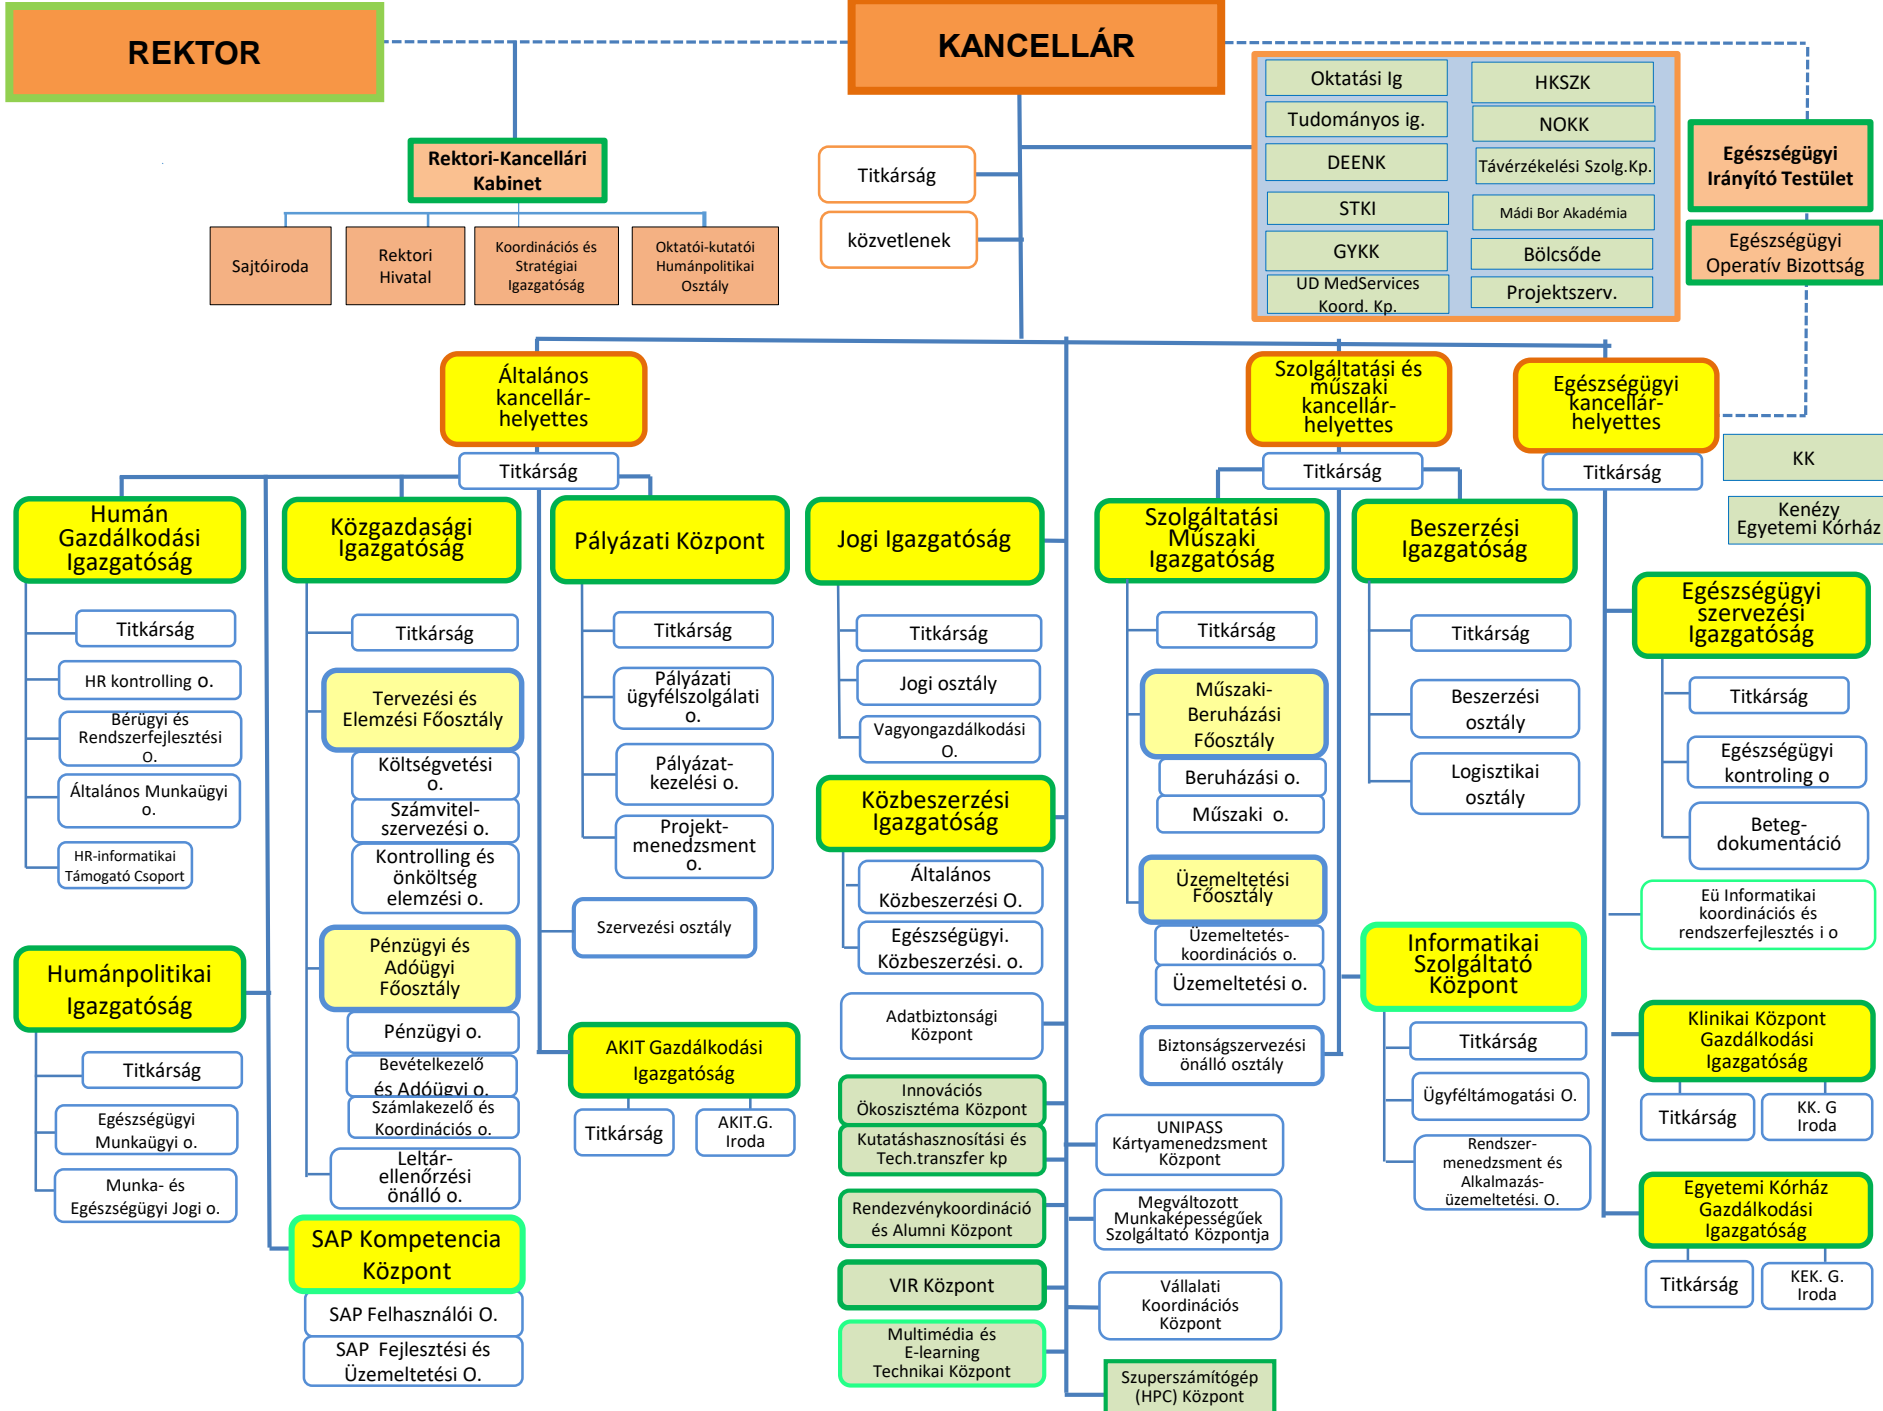 REKTOR
KANCELLÁR
Oktatási Ig
HKSZK
Tudományos ig.
NOKK
DEENK
Távérzékelési Szolg.Kp.
STKI
Mádi Bor Akadémia
GYKK
Bölcsőde
UD MedServices
Koord. Kp.
Projektszerv.
Egészségügyi
Irányító Testület
Egészségügyi
Operatív Bizottság
Rektori-Kancellári
Kabinet
Titkárság
közvetlenek
Sajtóiroda
Rektori
Hivatal
Koordinációs és
Stratégiai
Igazgatóság
Oktatói-kutatói
Humánpolitikai
Osztály
Általános
kancellár-
helyettes
Titkárság
Szolgáltatási és
műszaki
kancellár-
helyettes
Titkárság
Egészségügyi
kancellár-
helyettes
Titkárság
KK
Kenézy
Egyetemi Kórház
Humán
Gazdálkodási
Igazgatóság
Titkárság
HR kontrolling o.
Bérügyi és
Rendszerfejlesztési
O.
Általános Munkaügyi
o.
HR-informatikai
Támogató Csoport
Humánpolitikai
Igazgatóság
Titkárság
Egészségügyi
Munkaügyi o.
Munka- és
Egészségügyi Jogi o.
Közgazdasági
Igazgatóság
Titkárság
Tervezési és
Elemzési Főosztály
Költségvetési
o.
Számvitel-
szervezési o.
Kontrolling és
önköltség
elemzési o.
Pénzügyi és
Adóügyi
Főosztály
Pénzügyi o.
Bevételkezelő
és Adóügyi o.
Számlakezelő és
Koordinációs o.
Leltár-
ellenőrzési
önálló o.
SAP Kompetencia
Központ
SAP Felhasználói O.
SAP  Fejlesztési és
Üzemeltetési O.
Pályázati Központ
Titkárság
Pályázati
ügyfélszolgálati
o.
Pályázat-
kezelési o.
Projekt-
menedzsment
o.
Szervezési osztály
AKIT Gazdálkodási
Igazgatóság
Titkárság
AKIT.G.
Iroda
Jogi Igazgatóság
Titkárság
Jogi osztály
Vagyongazdálkodási
O.
Közbeszerzési
Igazgatóság
Általános
Közbeszerzési O.
Egészségügyi.
Közbeszerzési. o.
Adatbiztonsági
Központ
Innovációs
Ökoszisztéma Központ
Kutatáshasznosítási és
Tech.transzfer kp
Rendezvénykoordináció
és Alumni Központ
VIR Központ
Multimédia és
E-learning
Technikai Központ
UNIPASS
Kártyamenedzsment
Központ
Megváltozott
Munkaképességűek
Szolgáltató Központja
Vállalati
Koordinációs
Központ
Szuperszámítógép
(HPC) Központ
Szolgáltatási
Műszaki
Igazgatóság
Titkárság
Műszaki-
Beruházási
Főosztály
Beruházási o.
Műszaki  o.
Üzemeltetési
Főosztály
Üzemeltetés-
koordinációs o.
Üzemeltetési o.
Biztonságszervezési
önálló osztály
Beszerzési
Igazgatóság
Titkárság
Beszerzési
osztály
Logisztikai
osztály
Informatikai
Szolgáltató
Központ
Titkárság
Ügyféltámogatási O.
Rendszer-
menedzsment és
Alkalmazás-
üzemeltetési. O.
Egészségügyi
szervezési
Igazgatóság
Titkárság
Egészségügyi
kontroling o
Beteg-
dokumentáció
Eü Informatikai
koordinációs és
rendszerfejlesztés i o
Klinikai Központ
Gazdálkodási
Igazgatóság
Titkárság
KK. G
Iroda
Egyetemi Kórház
Gazdálkodási
Igazgatóság
Titkárság
KEK. G.
Iroda